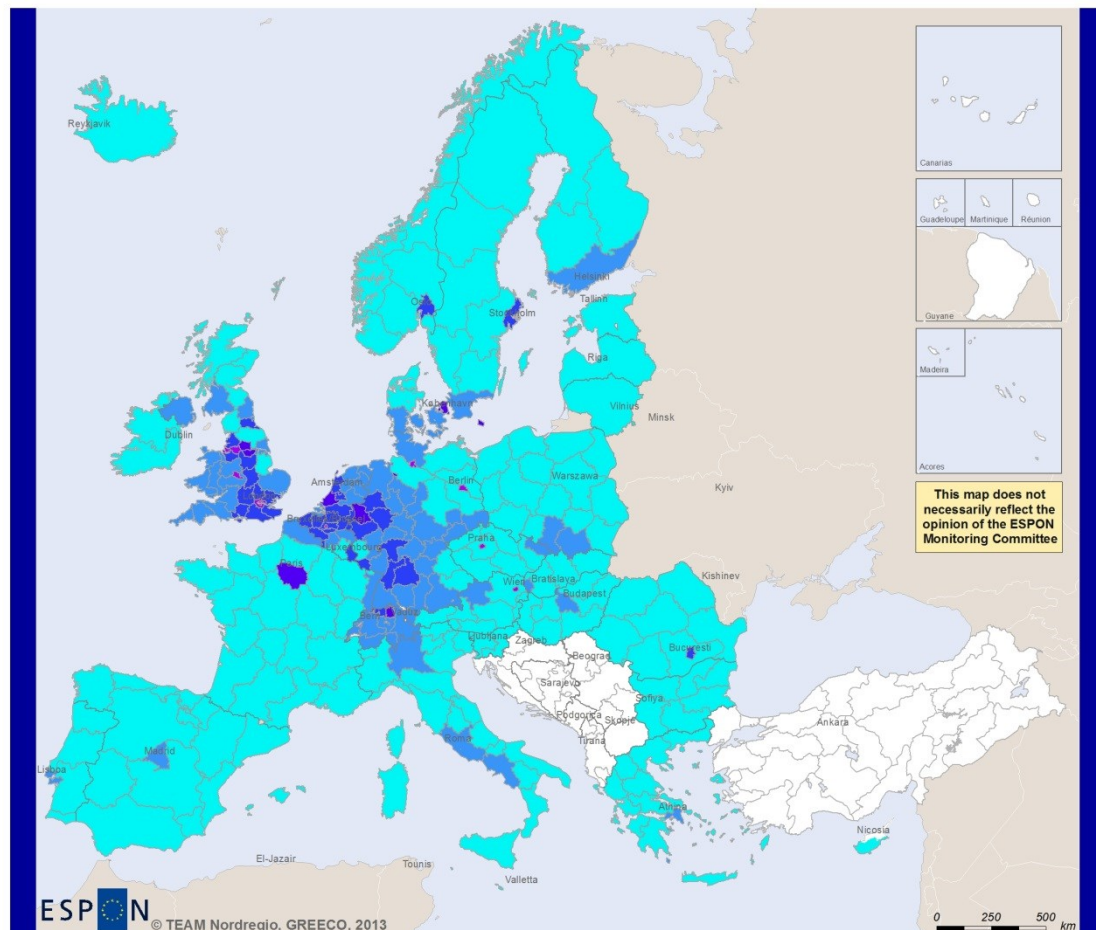 Reykjavik
Canarias
Guadeloupe
Martinique
Réunion
Guyane
Madeira
Acores
This map does not
necessarily reflect the
opinion of the ESPON
Monitoring Committee
Helsinki
Tallinn
Stockholm
Riga
Vilnius
Minsk
København
Dublin
Amsterdam
Berlin
Warszawa
Kyiv
Luxembourg
Praha
Paris
Wien
Bratislava
Budapest
Kishinev
Ljubljana
Zagreb
Beograd
Bucuresti
Sarajevo
Sofiya
Podgorica
Skopje
Tirana
Ankara
Roma
Madrid
Lisboa
Athina
Nicosia
El-Jazair
Tounis
Valletta
ESPON
© TEAM Nordregio, GREECO, 2013
0 250 500
km